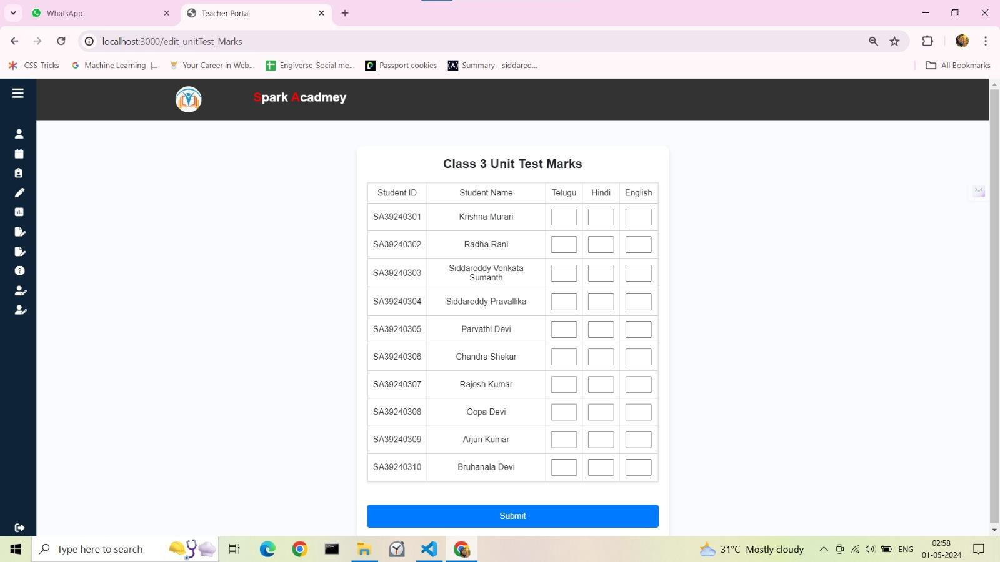 WhatsApp
Teacher Portal
localhost:3000/edit_unitTest_Marks
CSS-Tricks
Machine Learning |...
Your Career in Web...
Engiverse_Social me...
Passport cookies
Summary - siddared...
All Bookmarks
Spark Acadmey
Class 3 Unit Test Marks
Student ID Student Name Telugu Hindi English
SA39240301 Krishna Murari
SA39240302 Radha Rani
SA39240303 Siddareddy Venkata
Sumanth
SA39240304 Siddareddy Pravallika
SA39240305 Parvathi Devi
SA39240306 Chandra Shekar
SA39240307 Rajesh Kumar
SA39240308 Gopa Devi
SA39240309 Arjun Kumar
SA39240310 Bruhanala Devi
Submit
Type here to search
31°C Mostly cloudy
ENG
02:58
01-05-2024